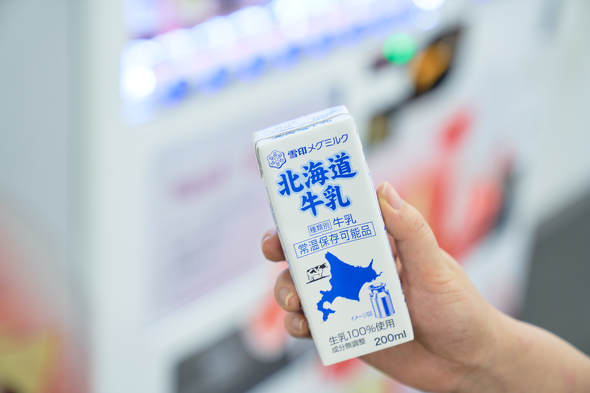 雪印メグミルク
北海道
牛乳
種類別 牛乳
常温保存可能品
イメージ図
生乳100%使用
成分無調整 200ml